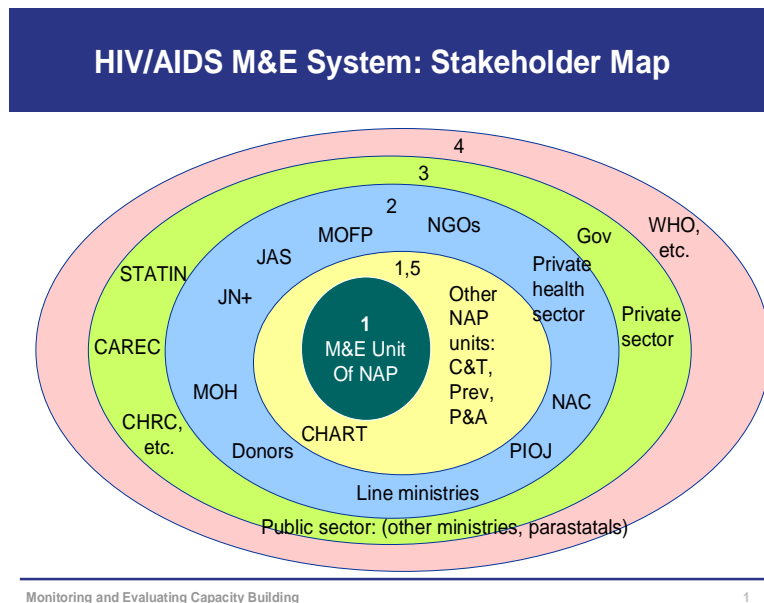 HIV/AIDS M&E System: Stakeholder Map
4
3
2
NGOs
MOFP
Gov
WHO,
etc.
JAS
1,5
Private
health
sector
STATIN
JN+
Other
NAP
units:
C&T,
Prev,
P&A
Private
sector
1
M&E Unit
Of NAP
CAREC
MOH
NAC
CHRC,
etc.
CHART
Donors
PIOJ
Line ministries
Public sector: (other ministries, parastatals)
Monitoring and Evaluating Capacity Building
1